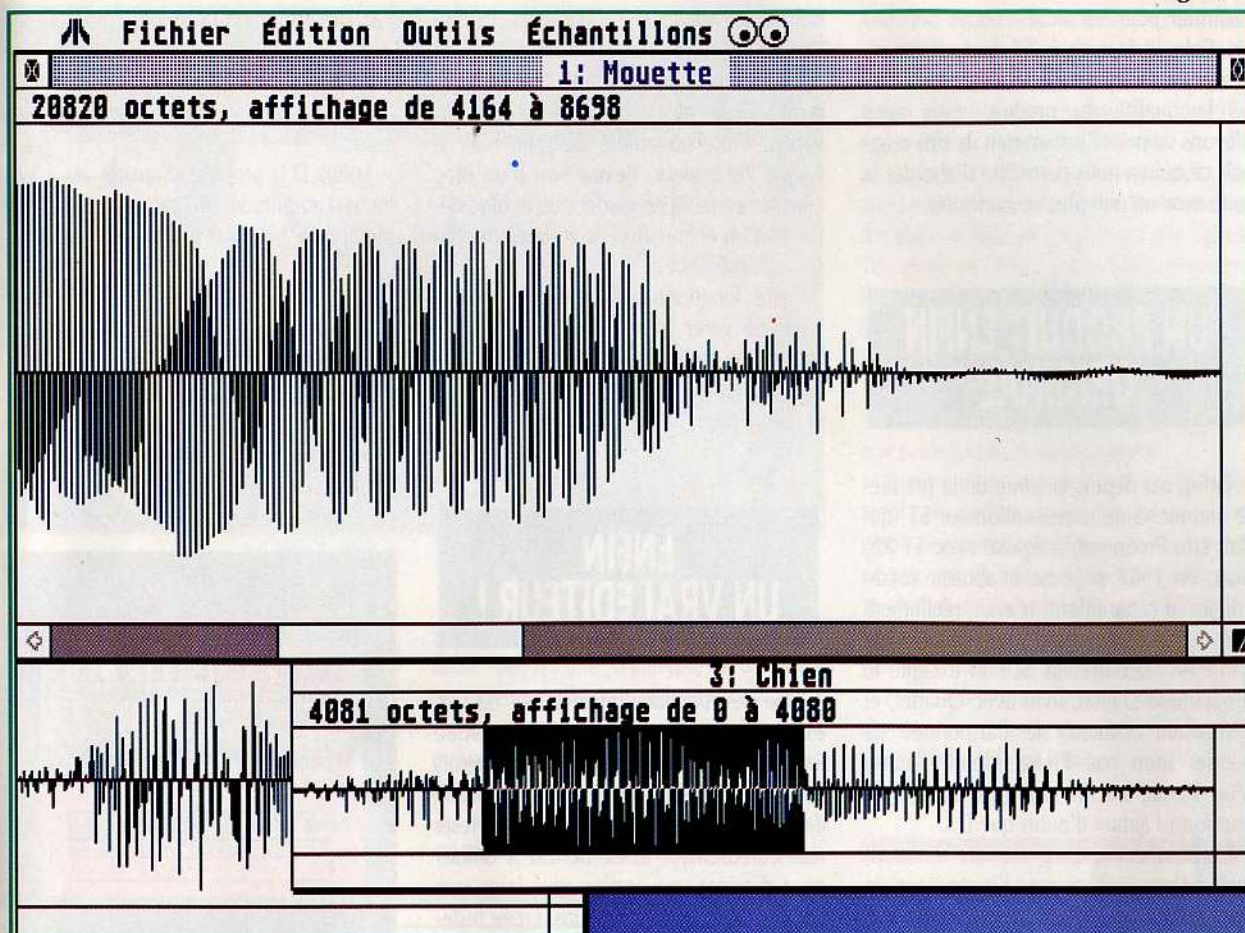 Fichier Édition Outils Échantillons
1: Mouette
20820 octets, affichage de 4164 à 8698
3: Chien
4081 octets, affichage de 0 à 4080